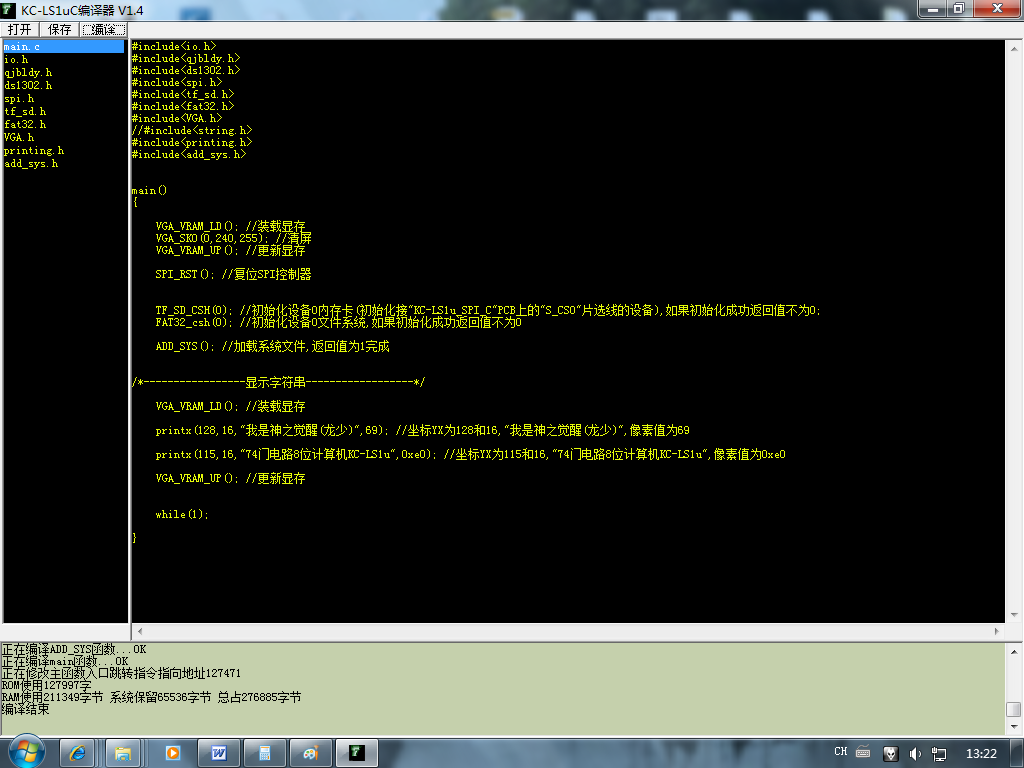 KC-LS1uC编译器 V1.4
打开 保存 编译
main.c
io.h
qjbldy.h
ds1302.h
spi.h
tf_sd.h
fat32.h
VGA.h
printing.h
add_sys.h
#include<io.h>
#include<qjbldy.h>
#include<ds1302.h>
#include<spi.h>
#include<tf_sd.h>
#include<fat32.h>
#include<VGA.h>
//#include<string.h>
#include<printing.h>
#include<add_sys.h>
main()
{
VGA_VRAM_LD(); //装载显存
VGA_SKO(0,240,255); //清屏
VGA_VRAM_UP(); //更新显存
SPI_RST(); //复位SPI控制器
TF_SD_CSH(0); //初始化设备0内存卡(初始化接"KC-LS1u_SPI_C"PCB上的"S_CS0"片选线的设备),如果初始化成功返回值不为0;
FAT32_csh(0); //初始化设备0文件系统,如果初始化成功返回值不为0
ADD_SYS(); //加载系统文件,返回值为1完成
/*-----------------显示字符串------------------*/
VGA_VRAM_LD(); //装载显存
printx(128,16,"我是神之觉醒(龙少)",69); //坐标YX为128和16,"我是神之觉醒(龙少)",像素值为69
printx(115,16,"74门电路8位计算机KC-LS1u",0xe0); //坐标YX为115和16,"74门电路8位计算机KC-LS1u",像素值为0xe0
VGA_VRAM_UP(); //更新显存
while(1);
}
正在编译ADD_SYS函数...OK
正在编译main函数...OK
正在修改主函数入口跳转指令指向地址127471
ROM使用127997字
RAM使用211349字节 系统保留65536字节 总占276885字节
编译结束
CH
13:22